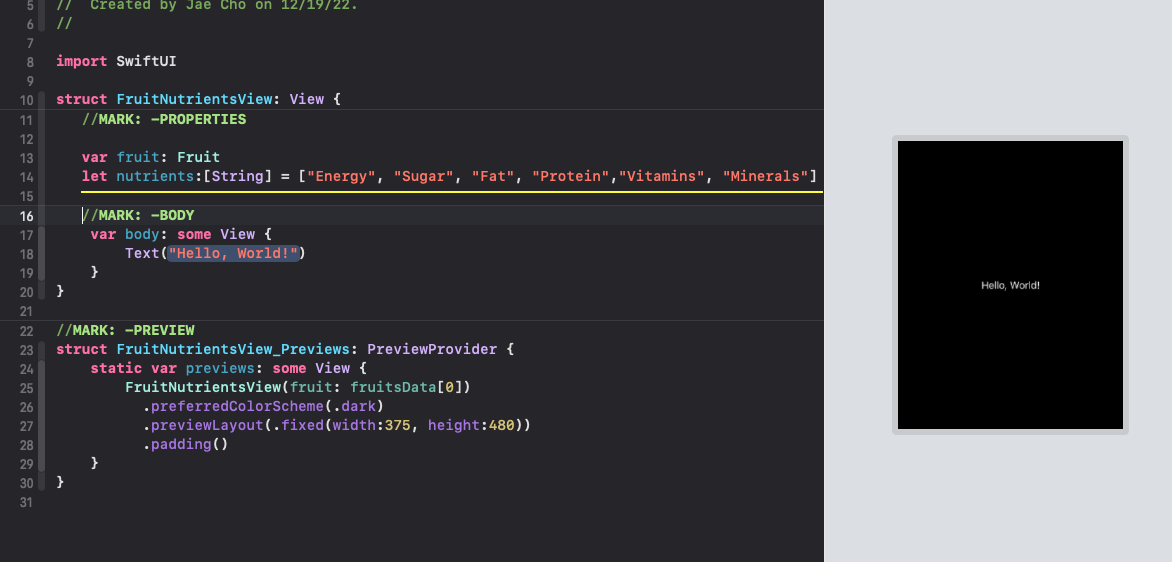 5 // Created by Jae Cho on 12/19/22.
6 //
7
8 import SwiftUI
9
10 struct FruitNutrientsView: View {
11 //MARK: -PROPERTIES
12
13 var fruit: Fruit
14 let nutrients:[String] = ["Energy", "Sugar", "Fat", "Protein","Vitamins", "Minerals"]
15
16 //MARK: -BODY
17 var body: some View {
18 Text("Hello, World!")
19 }
20 }
21
22 //MARK: -PREVIEW
23 struct FruitNutrientsView_Previews: PreviewProvider {
24 static var previews: some View {
25 FruitNutrientsView(fruit: fruitsData[0])
26 .preferredColorScheme(.dark)
27 .previewLayout(.fixed(width:375, height:480))
28 .padding()
29 }
30 }
31
Hello, World!